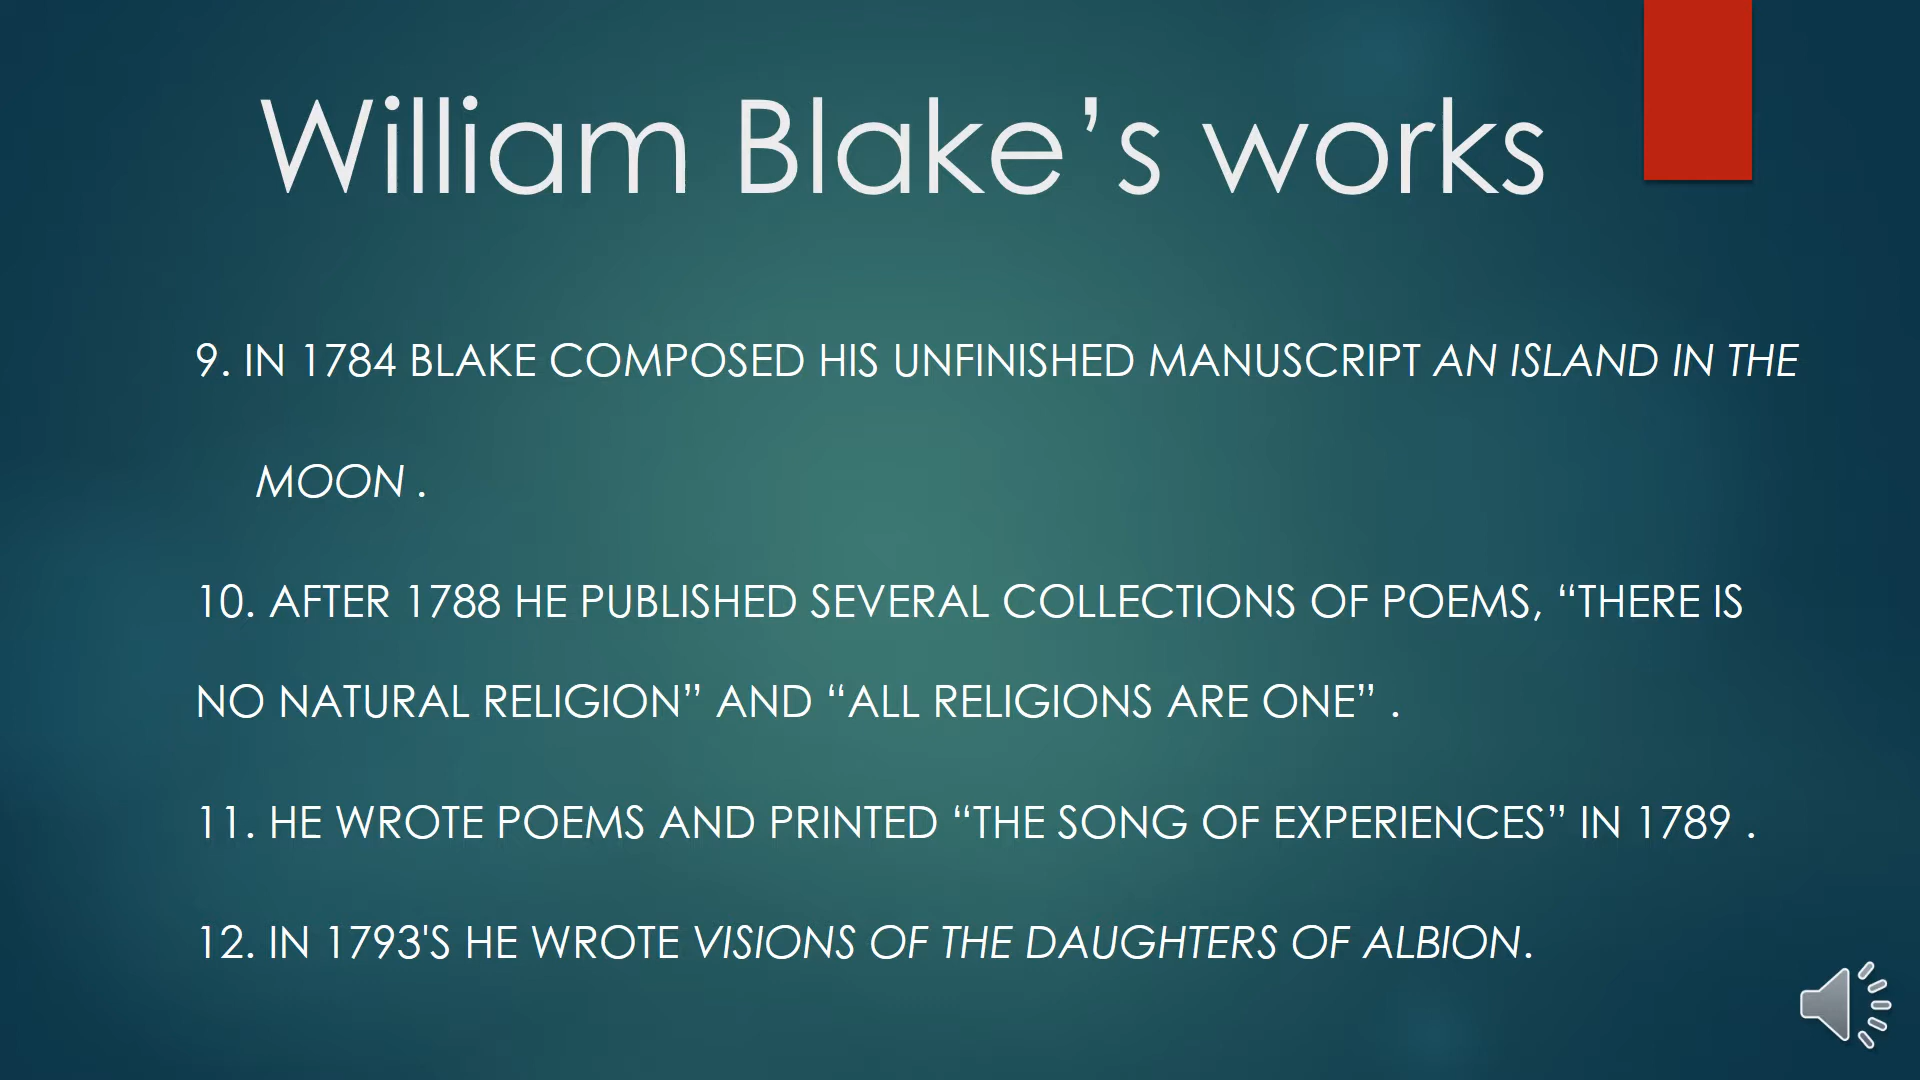 William Blake’s works
9. IN 1784 BLAKE COMPOSED HIS UNFINISHED MANUSCRIPT AN ISLAND IN THE
MOON .
10. AFTER 1788 HE PUBLISHED SEVERAL COLLECTIONS OF POEMS, “THERE IS
NO NATURAL RELIGION” AND “ALL RELIGIONS ARE ONE” .
11. HE WROTE POEMS AND PRINTED “THE SONG OF EXPERIENCES” IN 1789 .
12. IN 1793'S HE WROTE VISIONS OF THE DAUGHTERS OF ALBION.